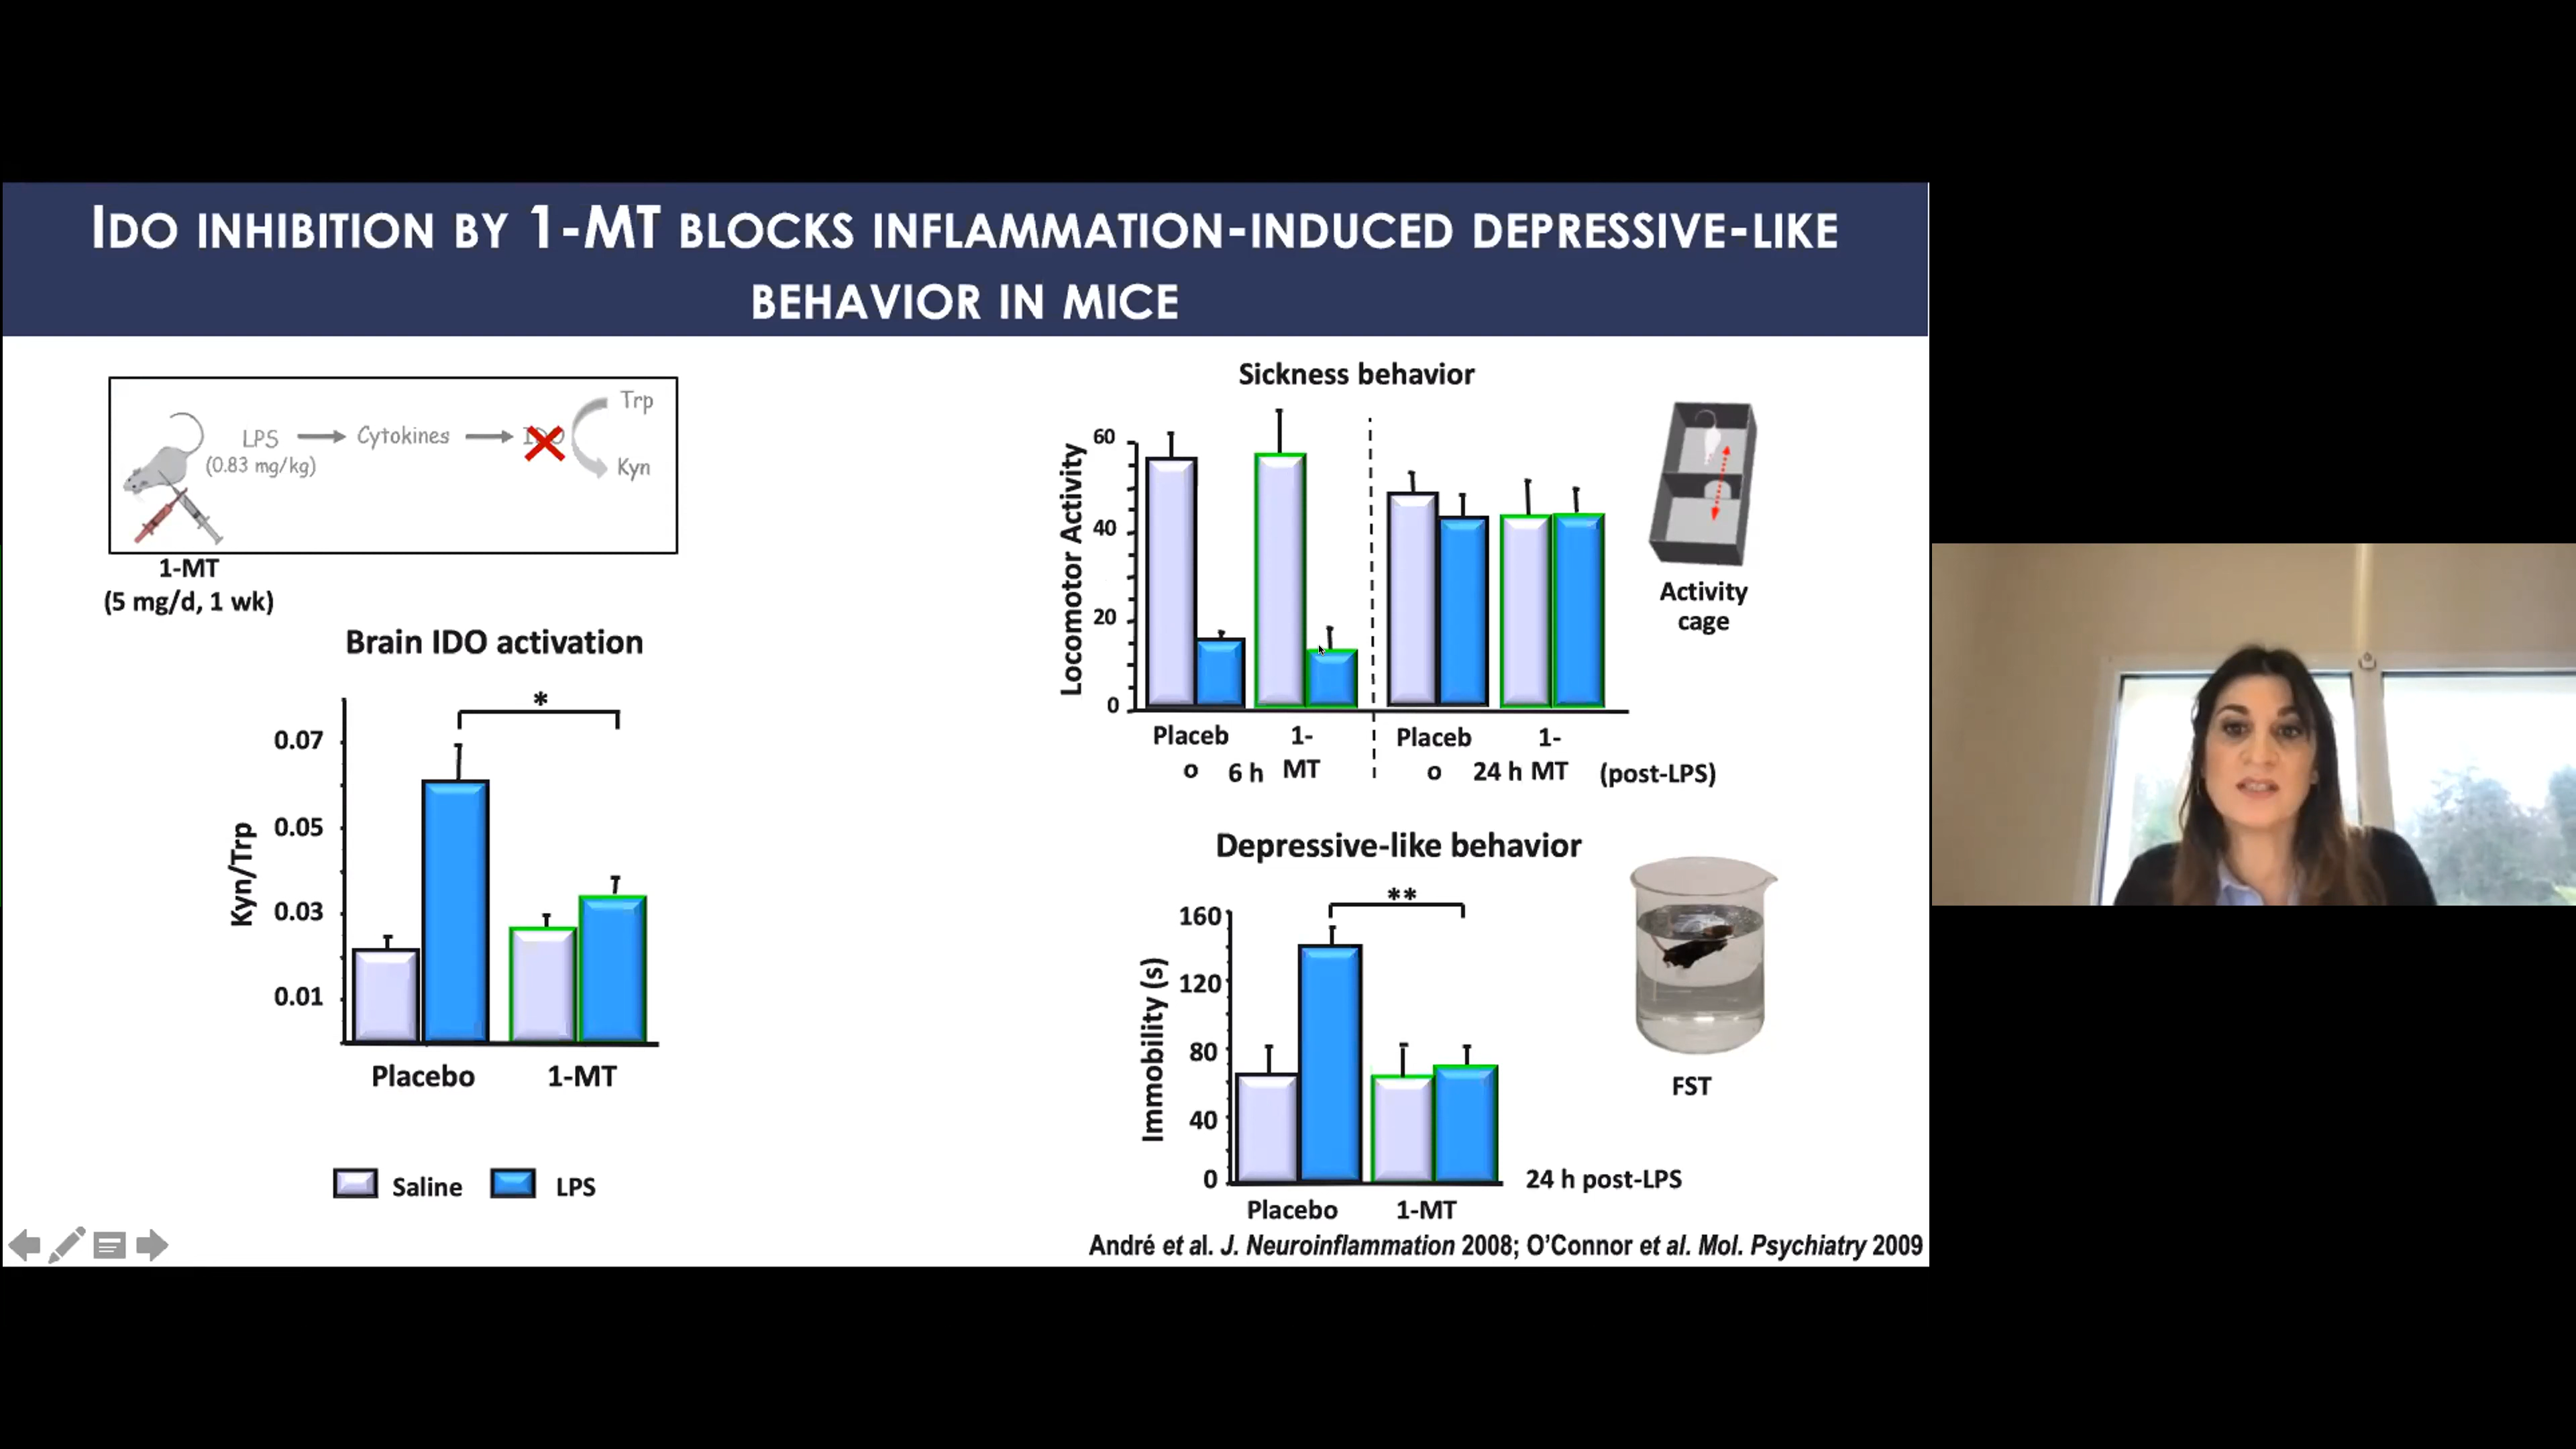 IDO INHIBITION BY 1-MT BLOCKS INFLAMMATION-INDUCED DEPRESSIVE-LIKE
BEHAVIOR IN MICE
LPS
(0.83 mg/kg)
Cytokines
IDO
Trp
Kyn
1-MT
(5 mg/d, 1 wk)
Brain IDO activation
*
Kyn/Trp
0.07
0.05
0.03
0.01
Placebo
1-MT
Saline
LPS
Sickness behavior
Locomotor Activity
60
40
20
0
Placeb
o
6 h
1-
MT
Placeb
o
24 h
1-
MT
(post-LPS)
Activity
cage
Depressive-like behavior
**
Immobility (s)
160
120
80
40
0
Placebo
1-MT
24 h post-LPS
FST
André et al. J. Neuroinflammation 2008; O'Connor et al. Mol. Psychiatry 2009